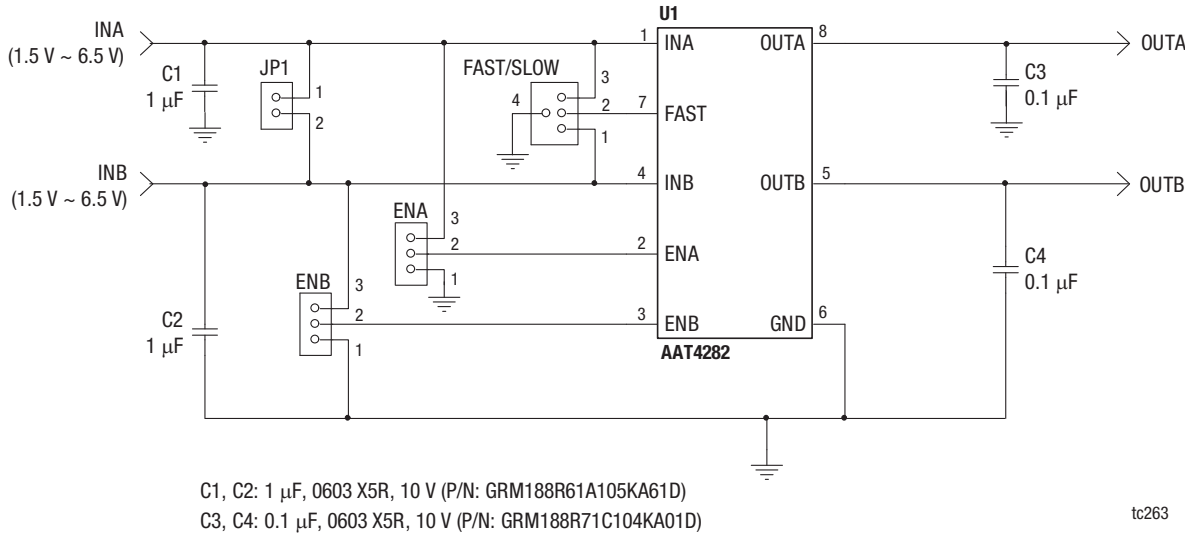 U1
INA
(1.5 V ~ 6.5 V)
1
INA
OUTA
8
OUTA
C1
1 μF
JP1
1
2
FAST/SLOW
3
4
2
1
7
FAST
C3
0.1 μF
INB
(1.5 V ~ 6.5 V)
4
INB
OUTB
5
OUTB
ENA
3
2
1
2
ENA
C4
0.1 μF
ENB
3
2
1
3
ENB
GND
6
C2
1 μF
AAT4282
C1, C2: 1 μF, 0603 X5R, 10 V (P/N: GRM188R61A105KA61D)
C3, C4: 0.1 μF, 0603 X5R, 10 V (P/N: GRM188R71C104KA01D)
tc263